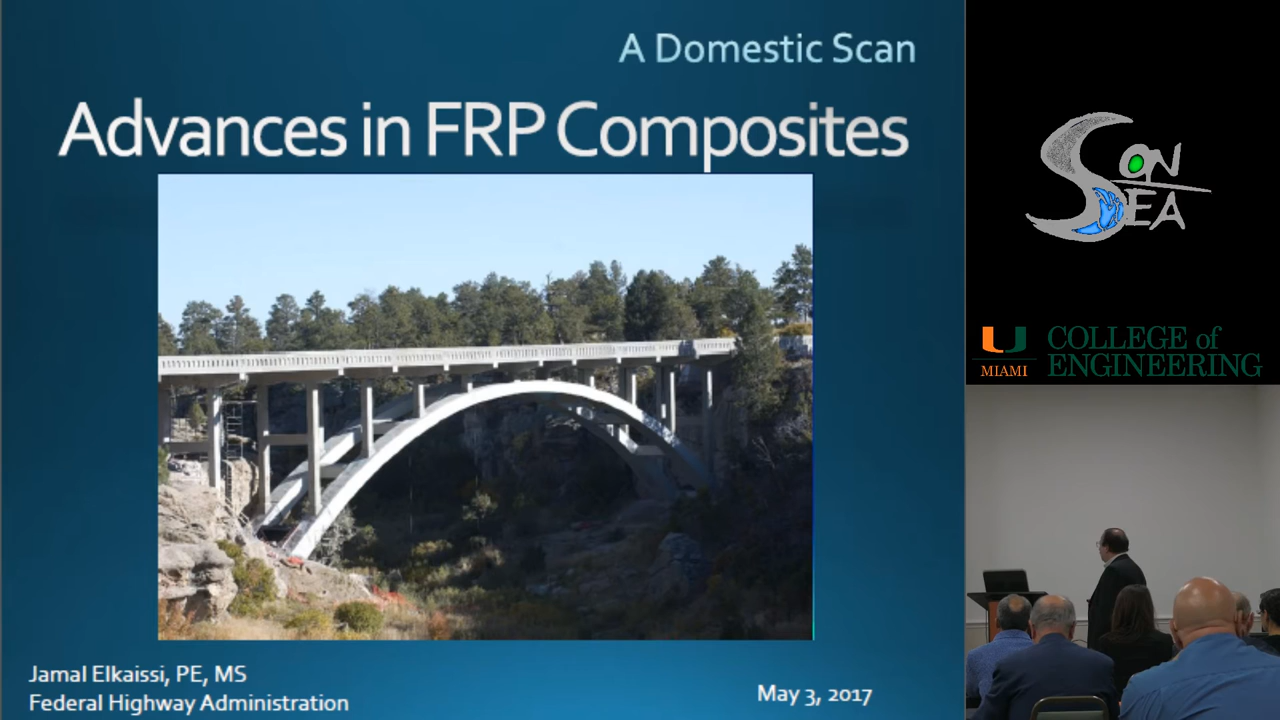 A Domestic Scan
Advances in FRP Composites
Jamal Elkaissi, PE, MS
Federal Highway Administration
May 3, 2017
SON
SEA
U
MIAMI
COLLEGE of
ENGINEERING